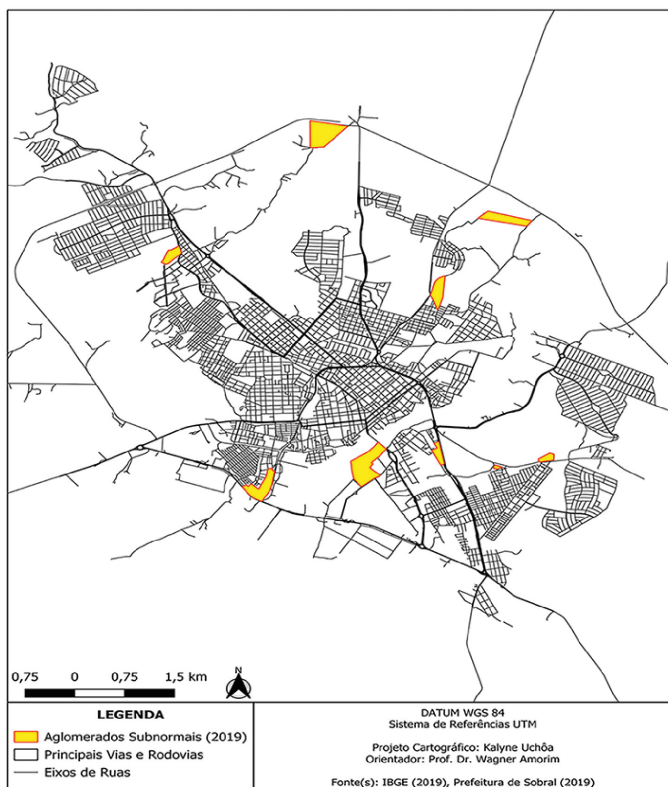 0,75 0 0,75 1,5 km
N
LEGENDA
Aglomerados Subnormais (2019)
Principais Vias e Rodovias
Eixos de Ruas
DATUM WGS 84
Sistema de Referências UTM
Projeto Cartográfico: Kalyne Uchôa
Orientador: Prof. Dr. Wagner Amorim
Fonte(s): IBGE (2019), Prefeitura de Sobral (2019)